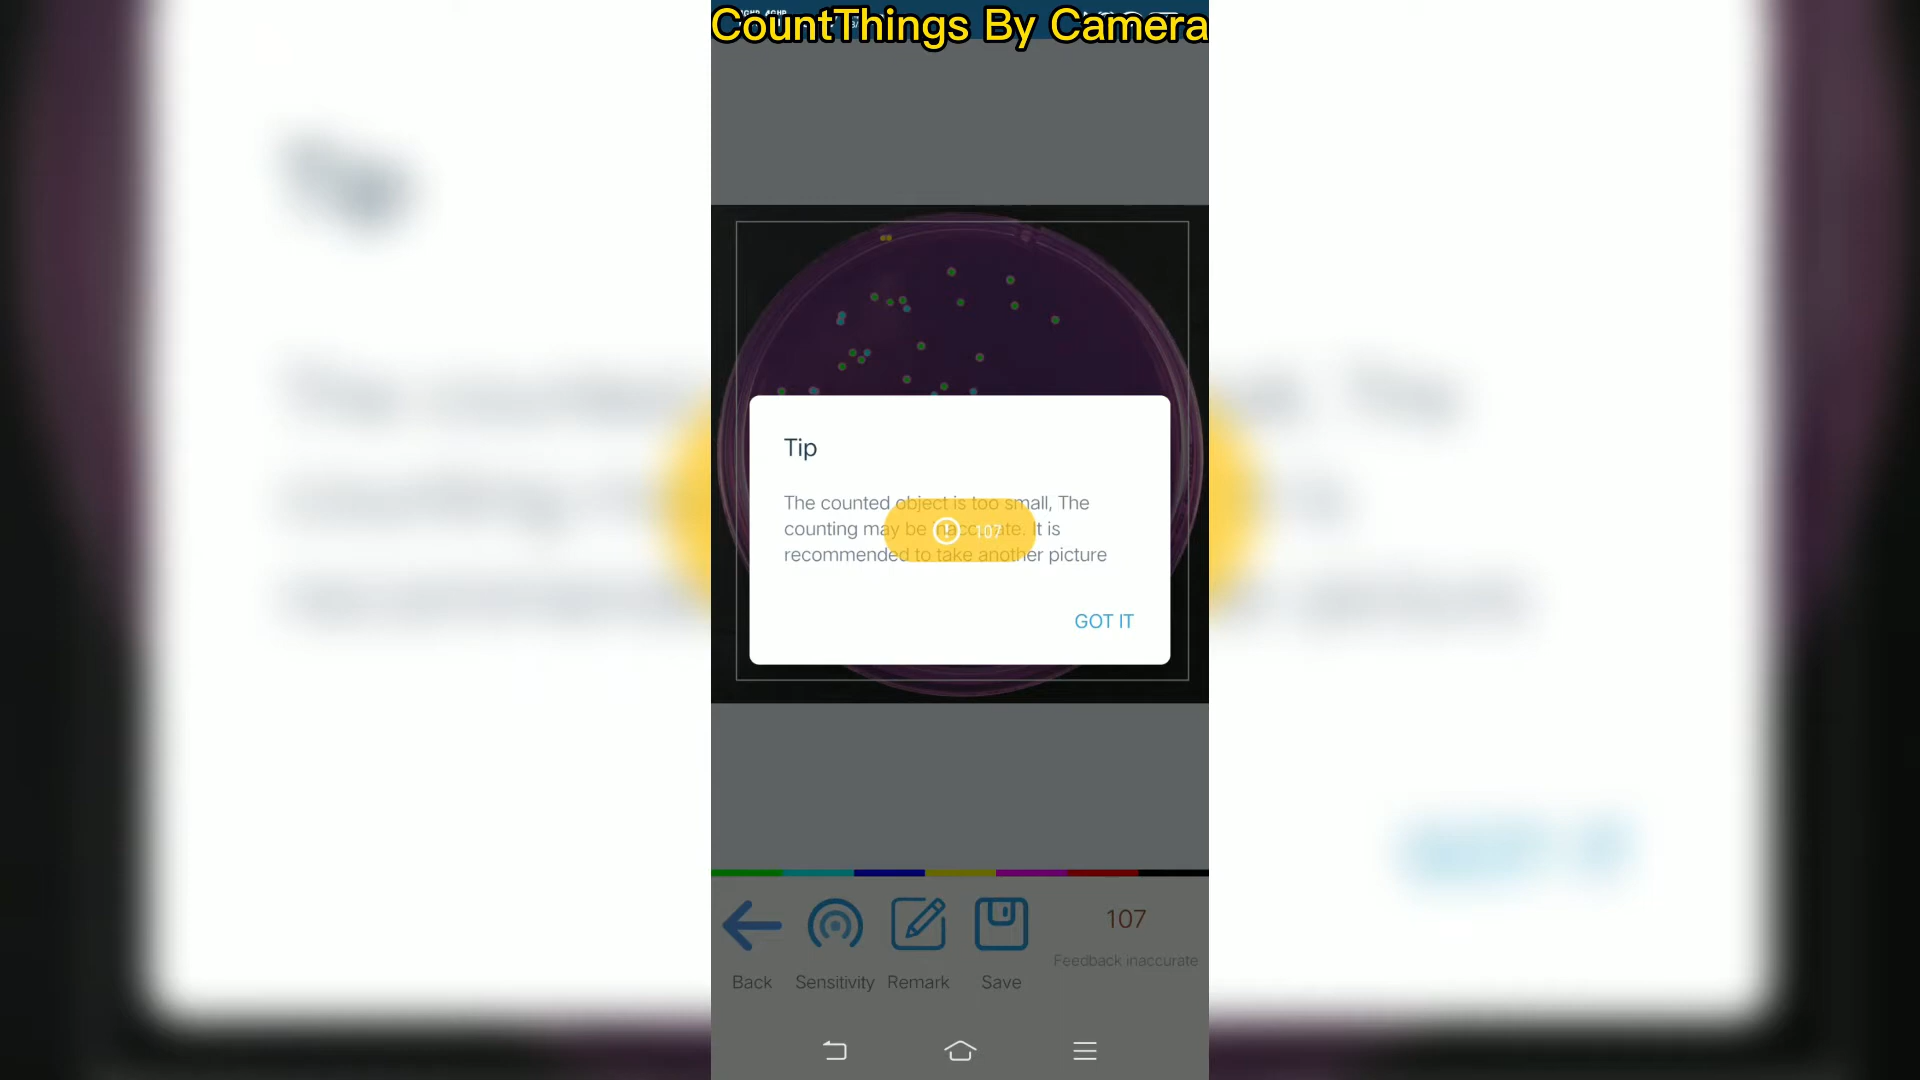 CountThings By Camera
Tip
The counted object is too small, The
counting may be inaccurate. It is
recommended to take another picture
107
GOT IT
107
Feedback inaccurate
Back
Sensitivity
Remark
Save